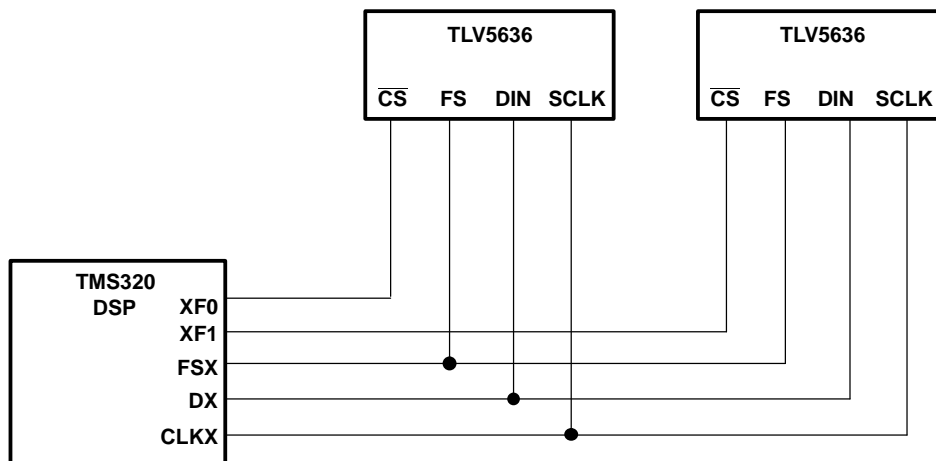 TLV5636
CS FS DIN SCLK
TLV5636
CS FS DIN SCLK
TMS320
DSP
XF0
XF1
FSX
DX
CLKX